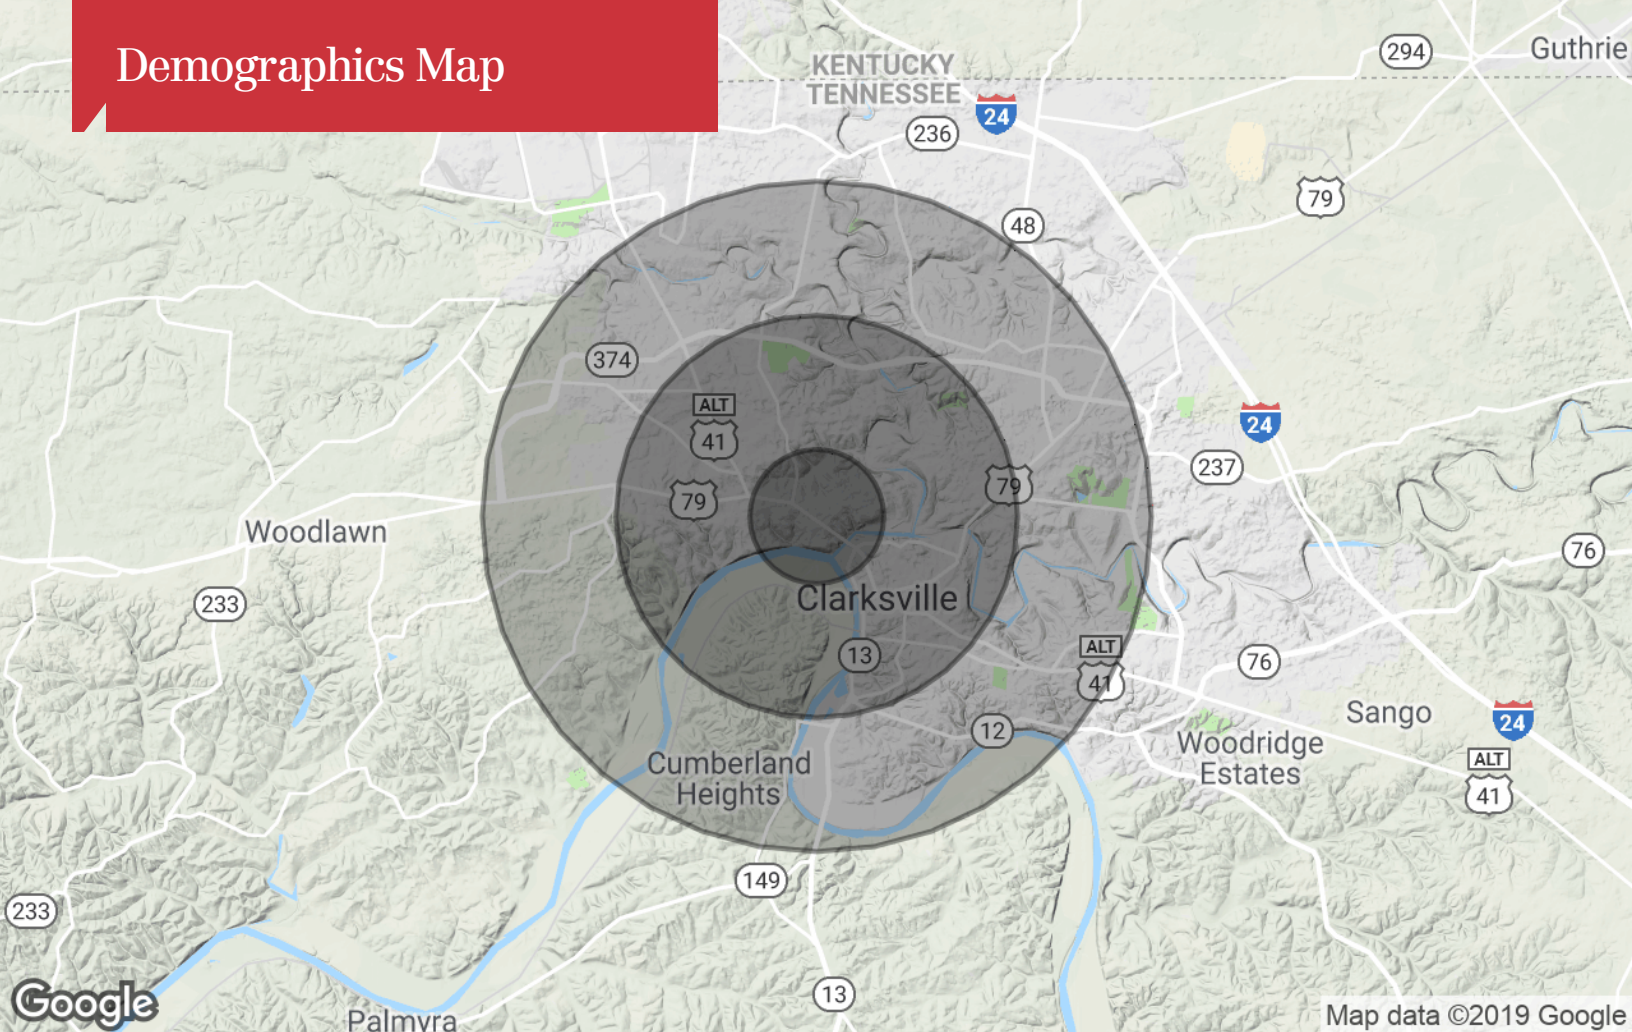 Demographics Map
KENTUCKY
TENNESSEE
294
Guthrie
24
236
79
48
374
ALT
41
24
237
79
79
Woodlawn
76
233
Clarksville
13
ALT
41
76
Sango
24
12
Woodridge
Estates
Cumberland
Heights
ALT
41
149
233
13
Google
Palmyra
Map data ©2019 Google